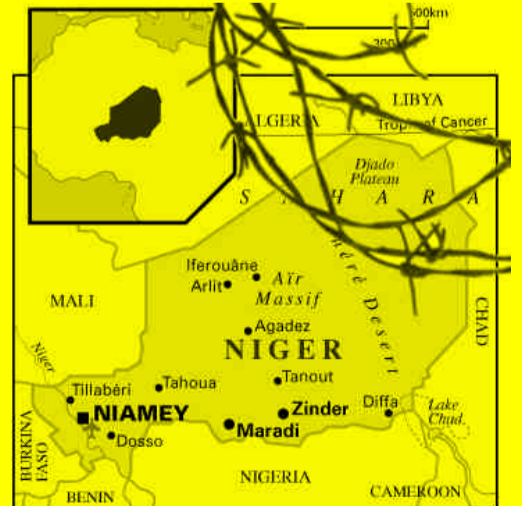 500km
LIBYA
ALGERIA
Tropic of Cancer
Djado
Plateau
S A H A R A
Iferouâne
Arlit
Aïr
Massif
Desert
MALI
CHAD
Agadez
NIGER
Niger
Tillabéri
Tahoua
Tanout
NIAMEY
Zinder
Diffa
Lake
Chad.
Dosso
Maradi
BURKINA
FASO
NIGERIA
BENIN
CAMEROON